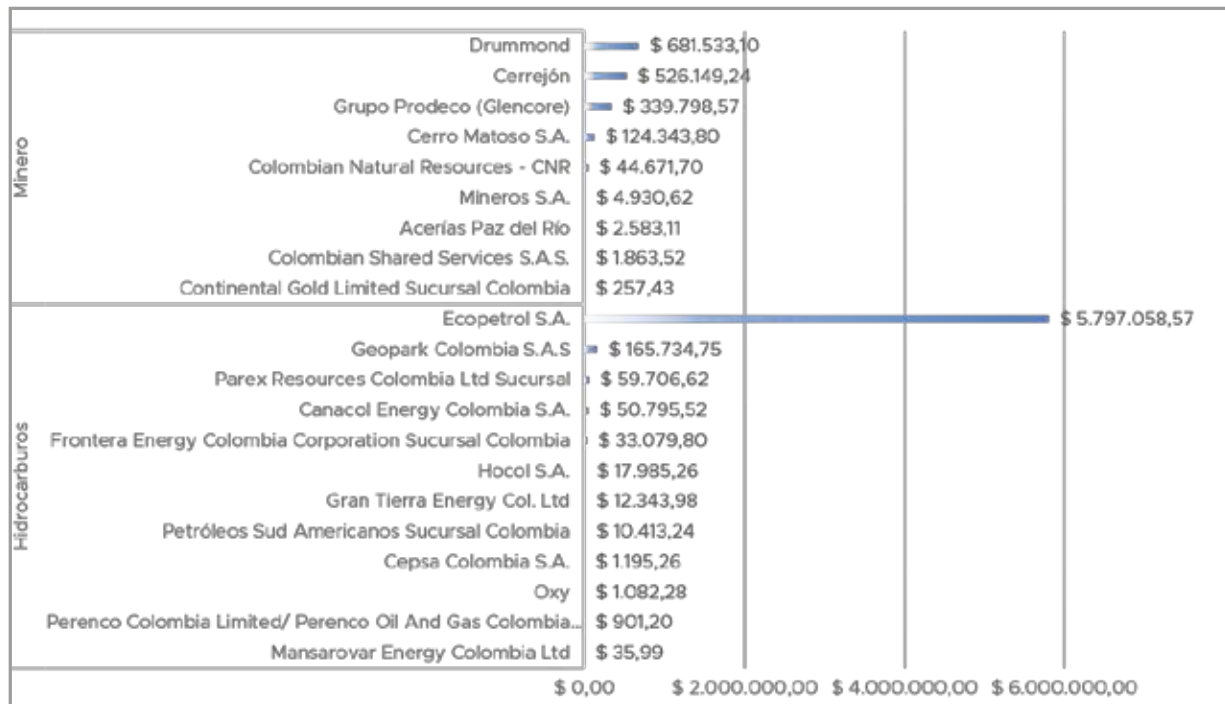 Minero
Drummond $ 681.533,10
Cerrejón $ 526.149,24
Grupo Prodeco (Glencore) $ 339.798,57
Cerro Matoso S.A. $ 124.343,80
Colombian Natural Resources - CNR $ 44.671,70
Mineros S.A. $ 4.930,62
Acerías Paz del Río $ 2.583,11
Colombian Shared Services S.A.S. $ 1.863,52
Continental Gold Limited Sucursal Colombia $ 257,43
Hidrocarburos
Ecopetrol S.A. $ 5.797.058,57
Geopark Colombia S.A.S $ 165.734,75
Parex Resources Colombia Ltd Sucursal $ 59.706,62
Canacol Energy Colombia S.A. $ 50.795,52
Frontera Energy Colombia Corporation Sucursal Colombia $ 33.079,80
Hocol S.A. $ 17.985,26
Gran Tierra Energy Col. Ltd $ 12.343,98
Petróleos Sud Americanos Sucursal Colombia $ 10.413,24
Cepsa Colombia S.A. $ 1.195,26
Oxy $ 1.082,28
Perenco Colombia Limited/ Perenco Oil And Gas Colombia... $ 901,20
Mansarovar Energy Colombia Ltd $ 35,99
$ 0,00 $ 2.000.000,00 $ 4.000.000,00 $ 6.000.000,00